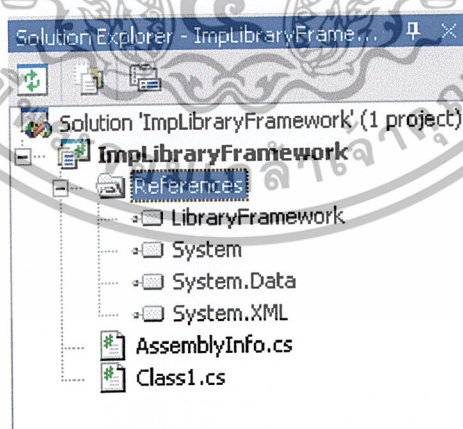 Solution Explorer - ImpLibraryFrame...
Solution 'ImpLibraryFramework' (1 project)
ImpLibraryFramework
References
LibraryFramework
System
System.Data
System.XML
AssemblyInfo.cs
Class1.cs